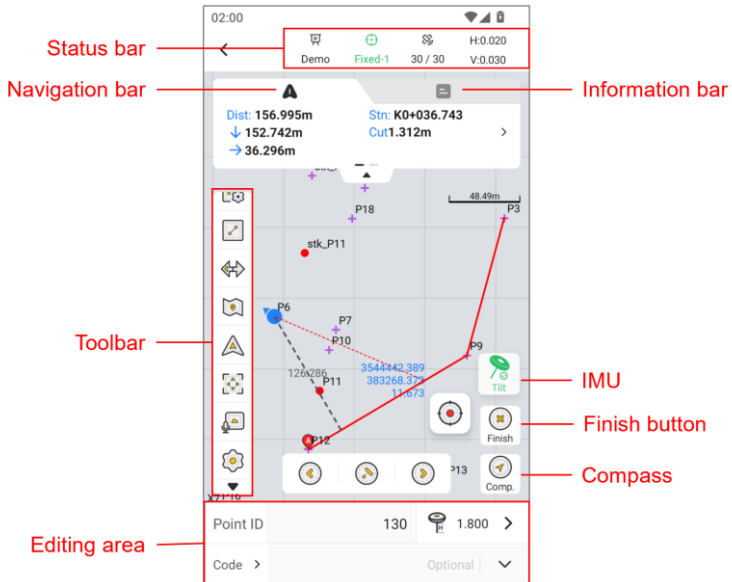 02:00
Status bar
Demo
Fixed-1
30 / 30
H:0.020
V:0.030
Navigation bar
Information bar
Dist: 156.995m
152.742m
36.296m
Stn: K0+036.743
Cut1.312m
48.49m
P18
P3
stk_P11
P6
P7
P10
P9
Toolbar
126.286
P11
3544442.389
383268.373
11.673
Tilt
IMU
Finish
Finish button
P12
P13
Comp.
Compass
Editing area
Point ID
130
H
1.800
Code
Optional